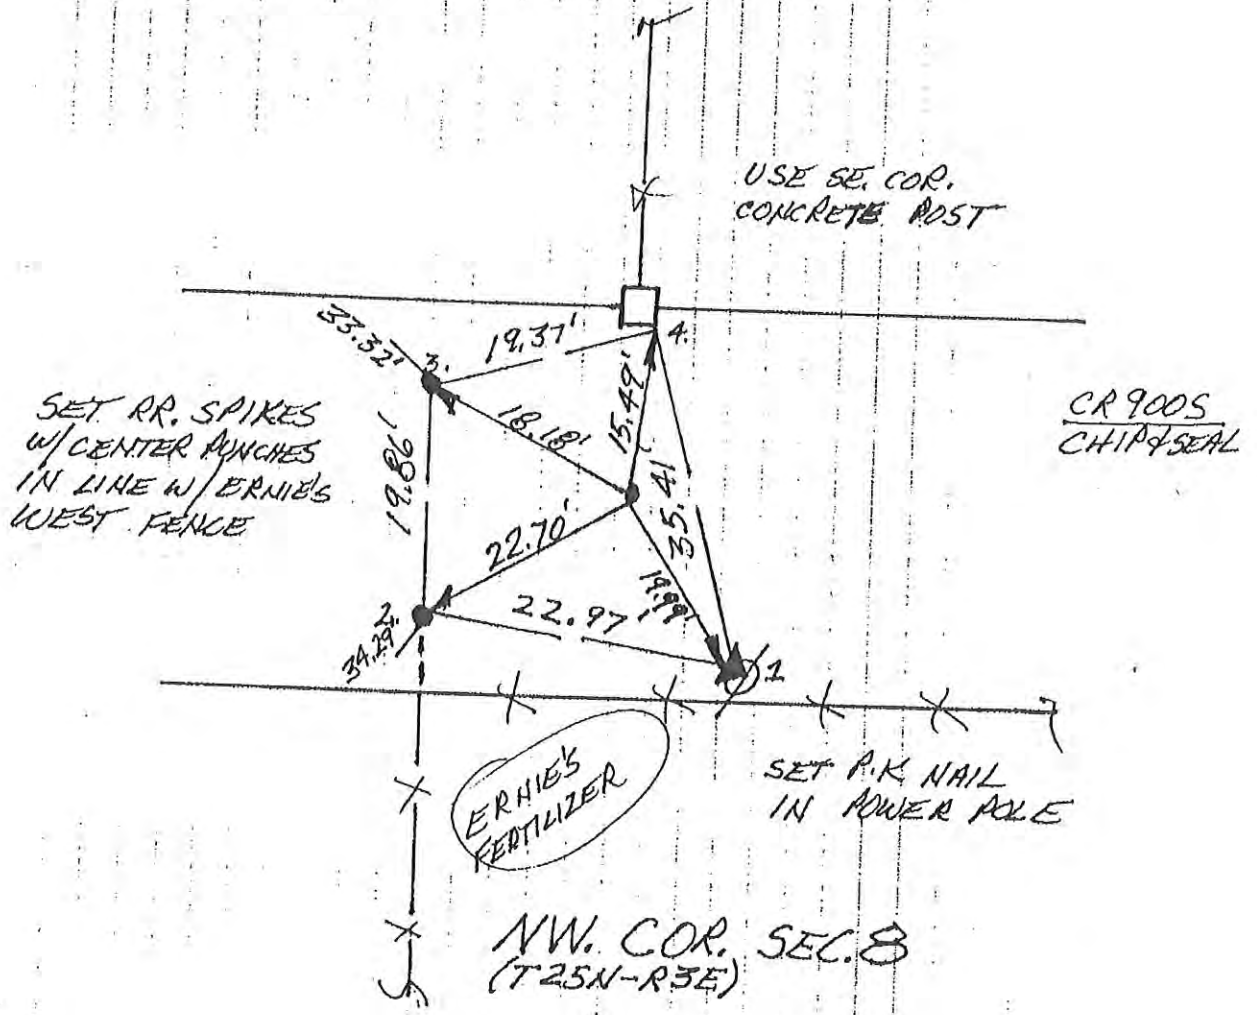 USE SE. COR.
CONCRETE POST
33.32'
3.
19.37'
4.
SET RR. SPIKES
W/ CENTER PUNCHES
IN LINE W/ ERNIE'S
WEST FENCE
CR 900S
CHIP & SEAL
18.18'
15.49'
19.86'
35.41
22.70'
19.99'
2.
34.29'
22.97'
1
ERNIE'S
FERTILIZER
SET P.K NAIL
IN POWER POLE
NW. COR. SEC. 8
(T25N-R3E)